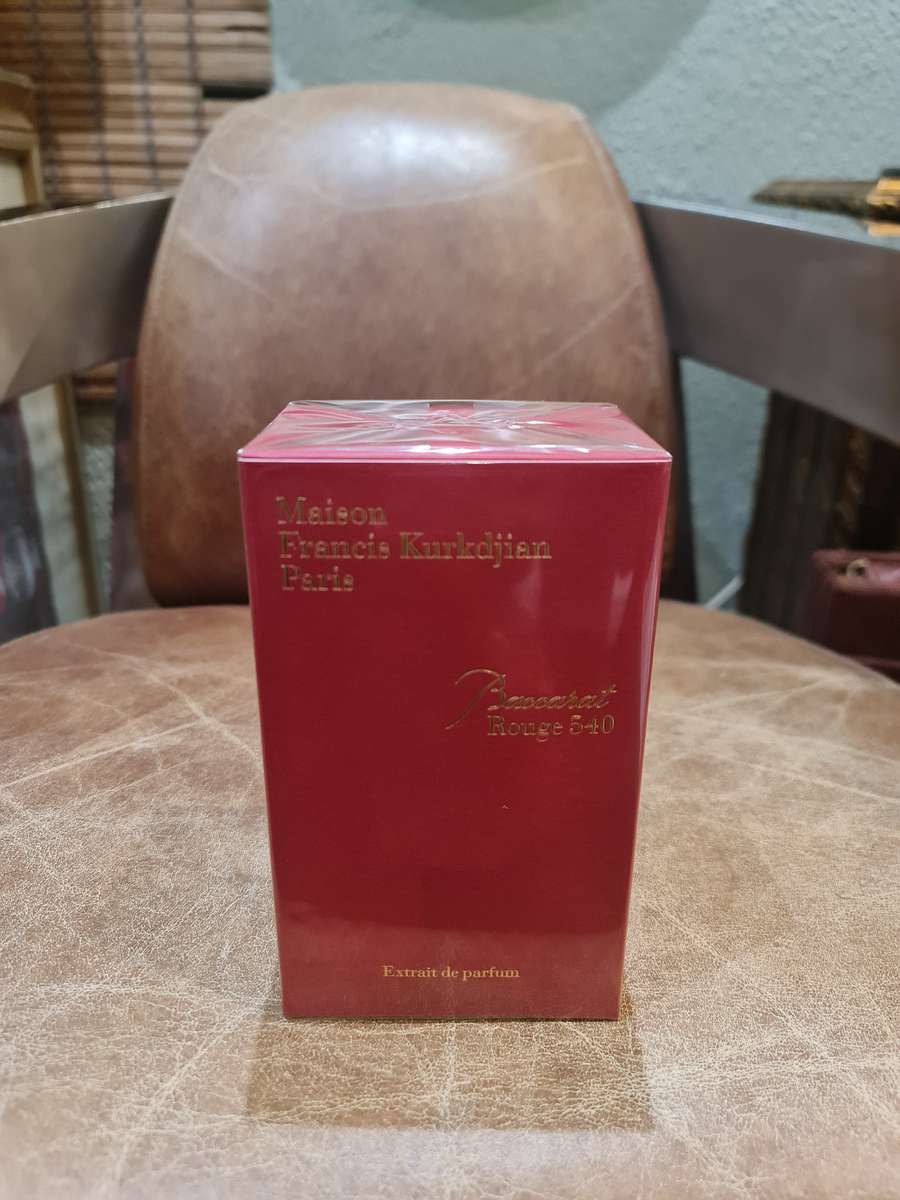 Maison
Francis Kurkdjian
Paris
Baccarat
Rouge 540
Extrait de parfum